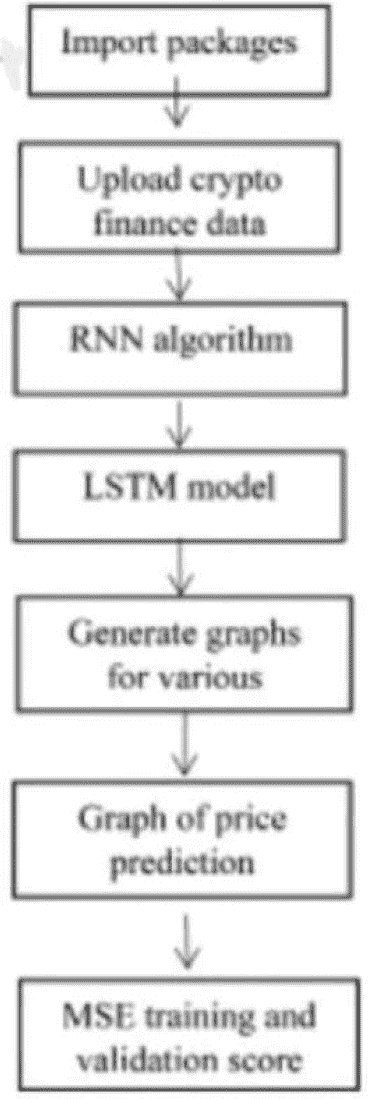 Import packages
Upload crypto
finance data
RNN algorithm
LSTM model
Generate graphs
for various
Graph of price
prediction
MSE training and
validation score